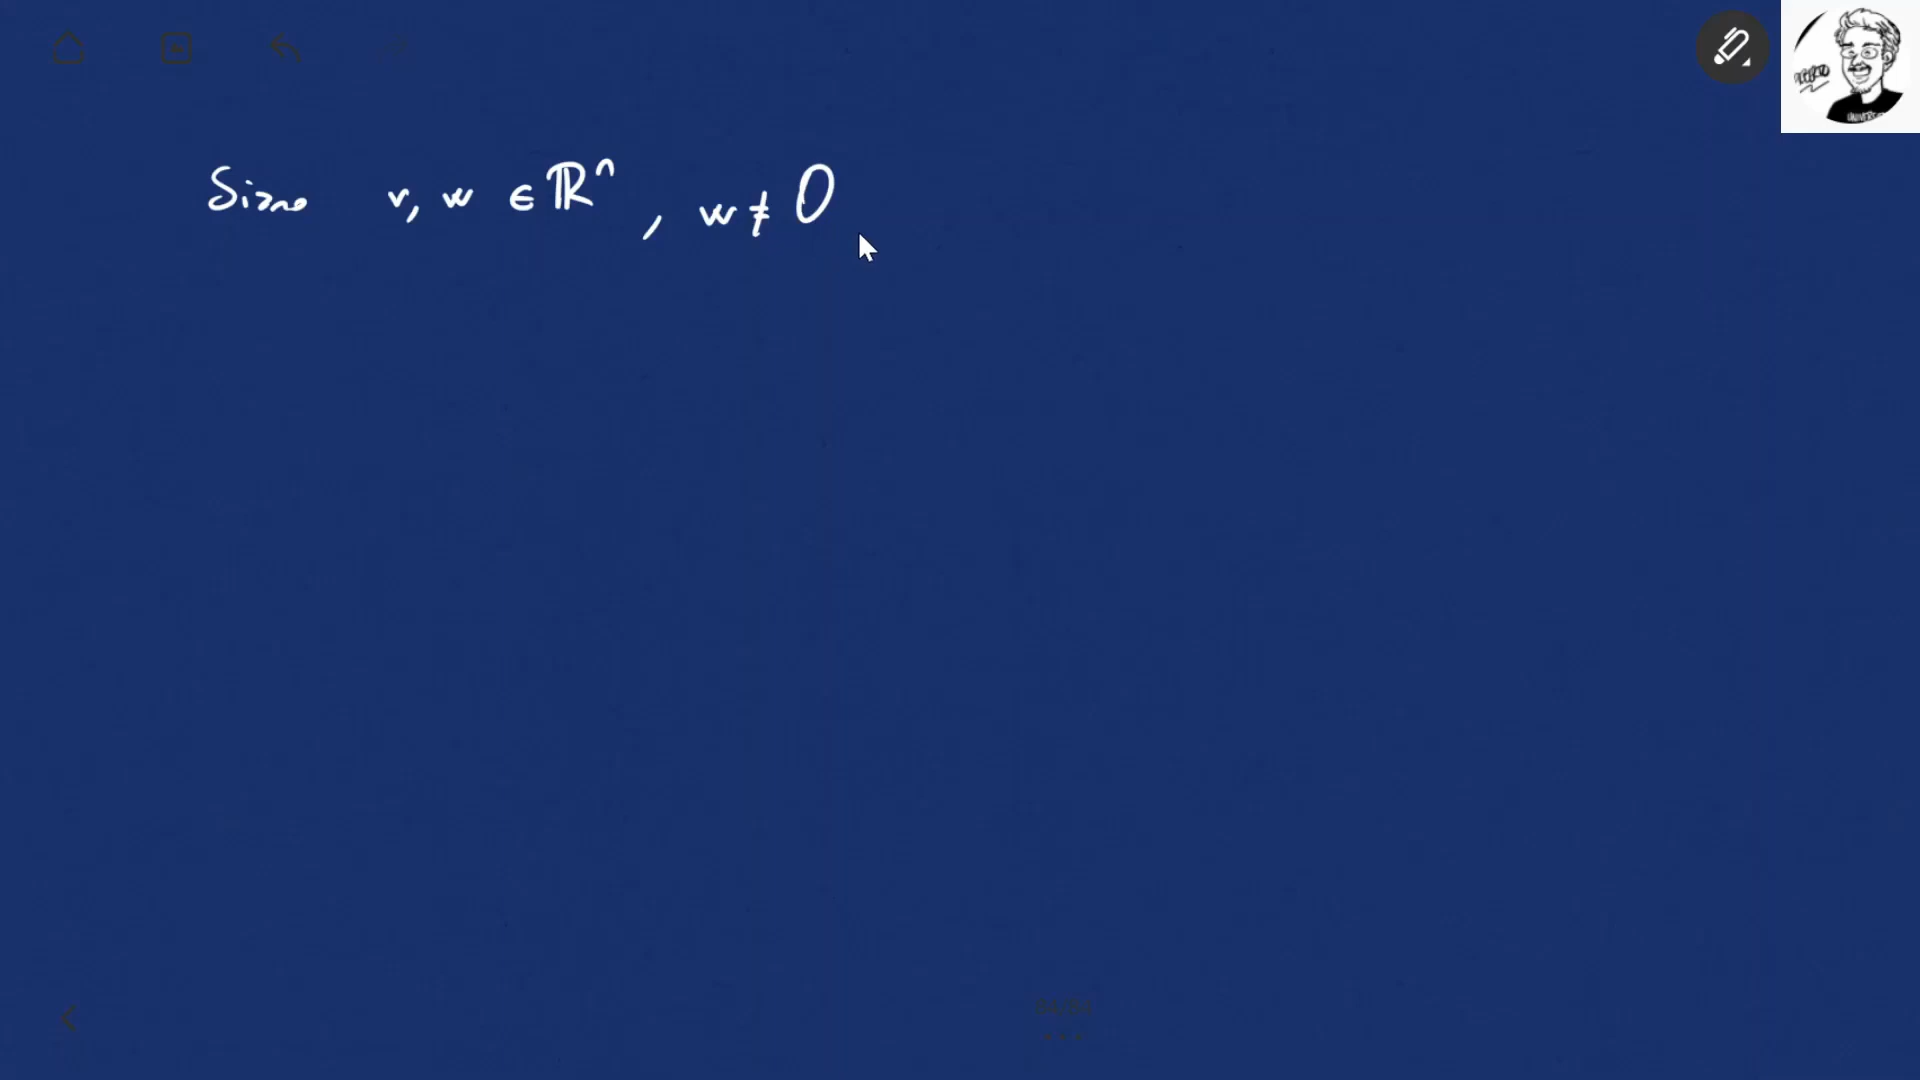 Siano v, w ∈ ℝⁿ, w ≠ 0